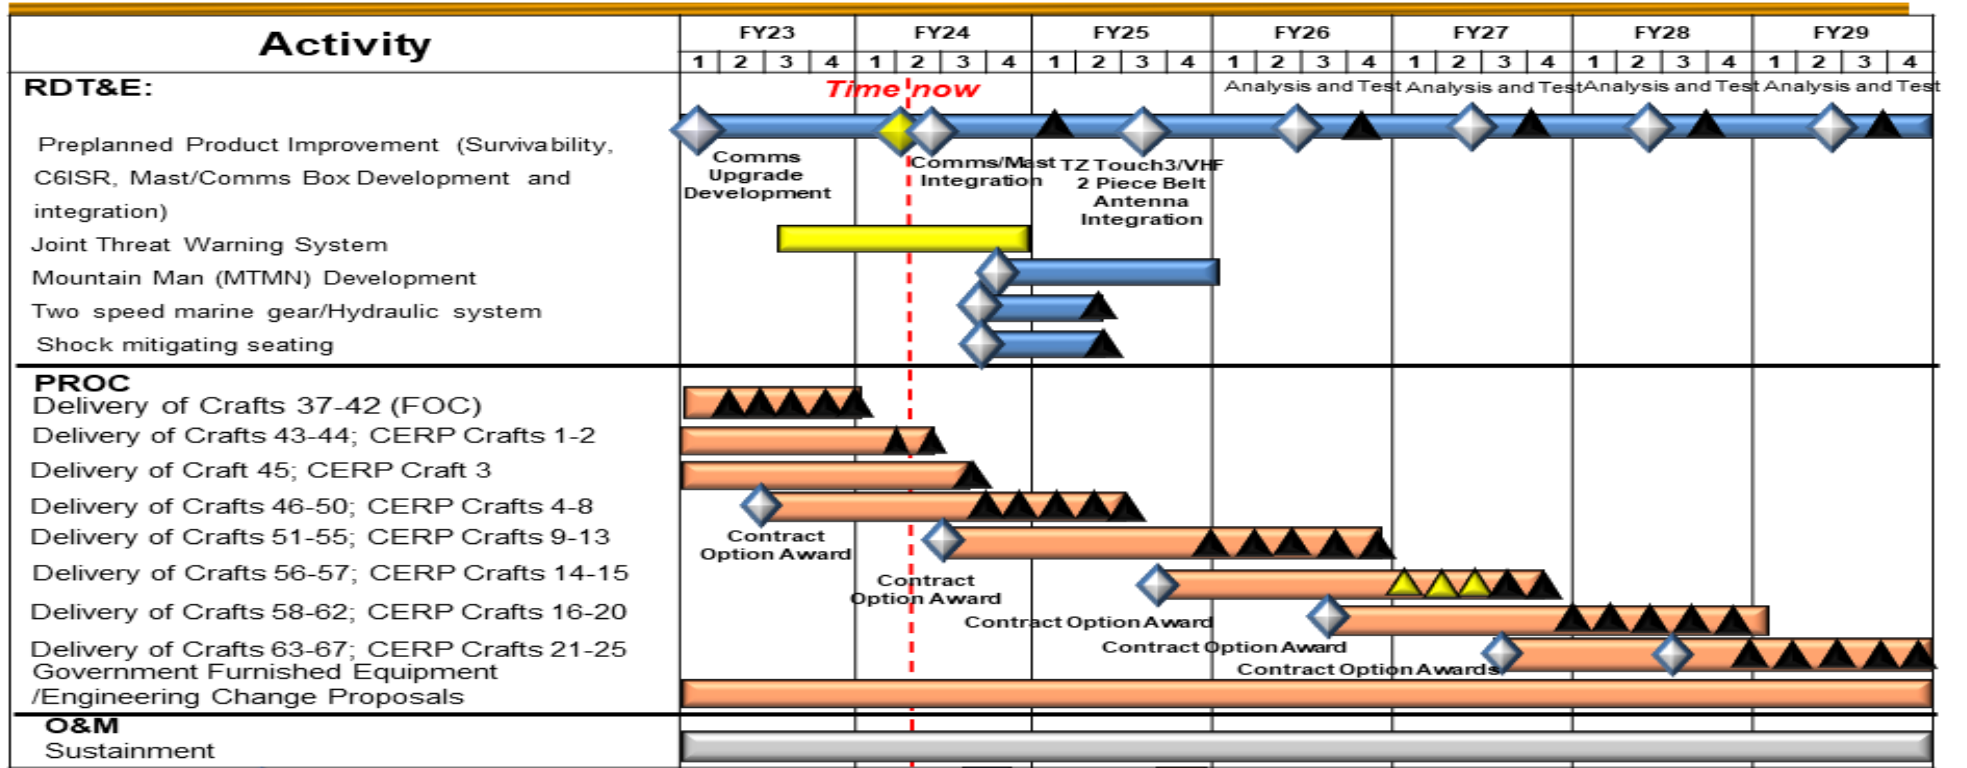 Activity
FY23 FY24 FY25 FY26 FY27 FY28 FY29
1 2 3 4 1 2 3 4 1 2 3 4 1 2 3 4 1 2 3 4 1 2 3 4 1 2 3 4
RDT&E:
Time now
Analysis and Test Analysis and Test Analysis and Test Analysis and Test
Preplanned Product Improvement (Survivability,
C6ISR, Mast/Comms Box Development and
integration)
Comms
Upgrade
Development
Comms/Mast
Integration
TZ Touch3/VHF
2 Piece Belt
Antenna
Integration
Joint Threat Warning System
Mountain Man (MTMN) Development
Two speed marine gear/Hydraulic system
Shock mitigating seating
PROC
Delivery of Crafts 37-42 (FOC)
Delivery of Crafts 43-44; CERP Crafts 1-2
Delivery of Craft 45; CERP Craft 3
Delivery of Crafts 46-50; CERP Crafts 4-8
Contract
Option Award
Delivery of Crafts 51-55; CERP Crafts 9-13
Contract
Option Award
Delivery of Crafts 56-57; CERP Crafts 14-15
Contract Option Award
Delivery of Crafts 58-62; CERP Crafts 16-20
Contract Option Award
Delivery of Crafts 63-67; CERP Crafts 21-25
Contract Option Awards
Government Furnished Equipment
/Engineering Change Proposals
O&M
Sustainment